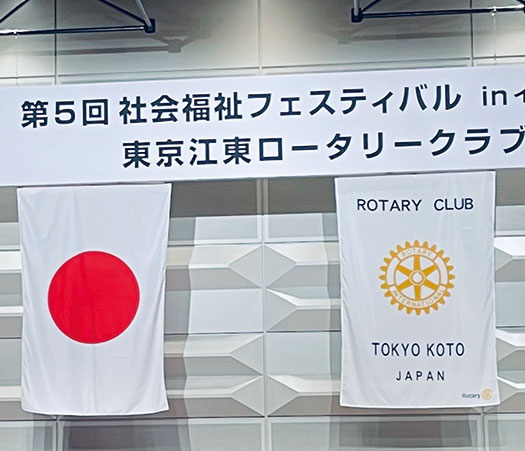 第5回 社会福祉フェスティバル in
東京江東ロータリークラブ
ROTARY CLUB
ROTARY
INTERNATIONAL
TOKYO KOTO
JAPAN
Rotary